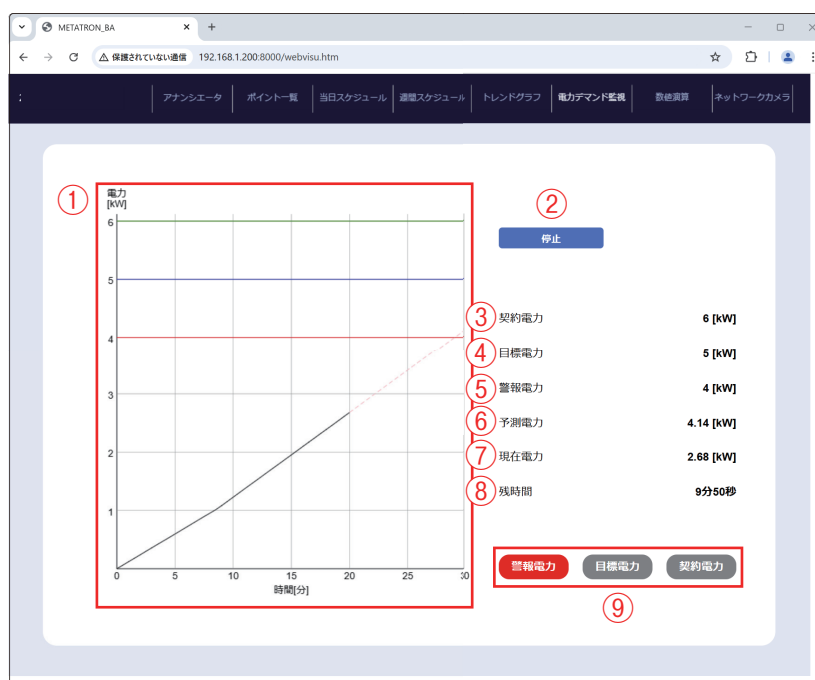 METATRON_BA
保護されていない通信 192.168.1.200:8000/webvisu.htm
: アナンシエータ ポイント一覧 当日スケジュール 週間スケジュール トレンドグラフ 電力デマンド監視 数値演算 ネットワークカメラ
①
電力
[kW]
6
5
4
3
2
1
0 5 10 15 20 25 30
時間[分]
②
停止
③ 契約電力 6 [kW]
④ 目標電力 5 [kW]
⑤ 警報電力 4 [kW]
⑥ 予測電力 4.14 [kW]
⑦ 現在電力 2.68 [kW]
⑧ 残時間 9分50秒
警報電力 目標電力 契約電力
⑨